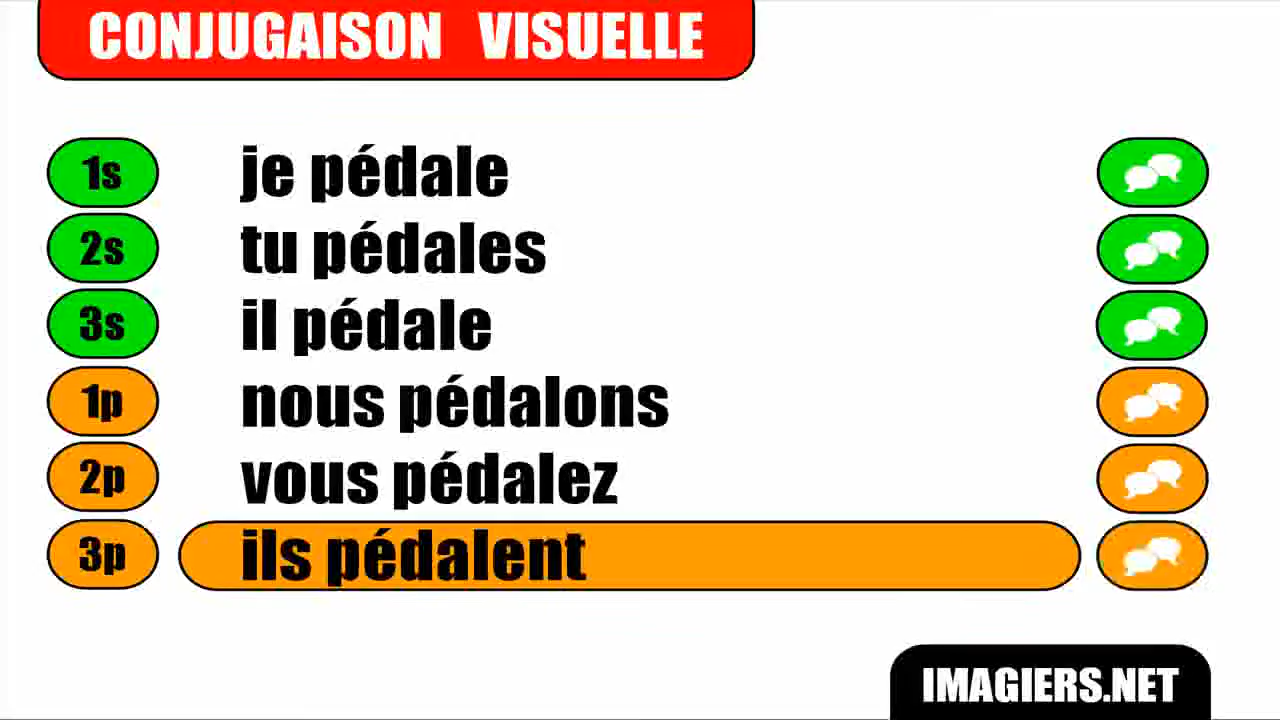 CONJUGAISON VISUELLE
1s je pédale
2s tu pédales
3s il pédale
1p nous pédalons
2p vous pédalez
3p ils pédalent
IMAGIERS.NET